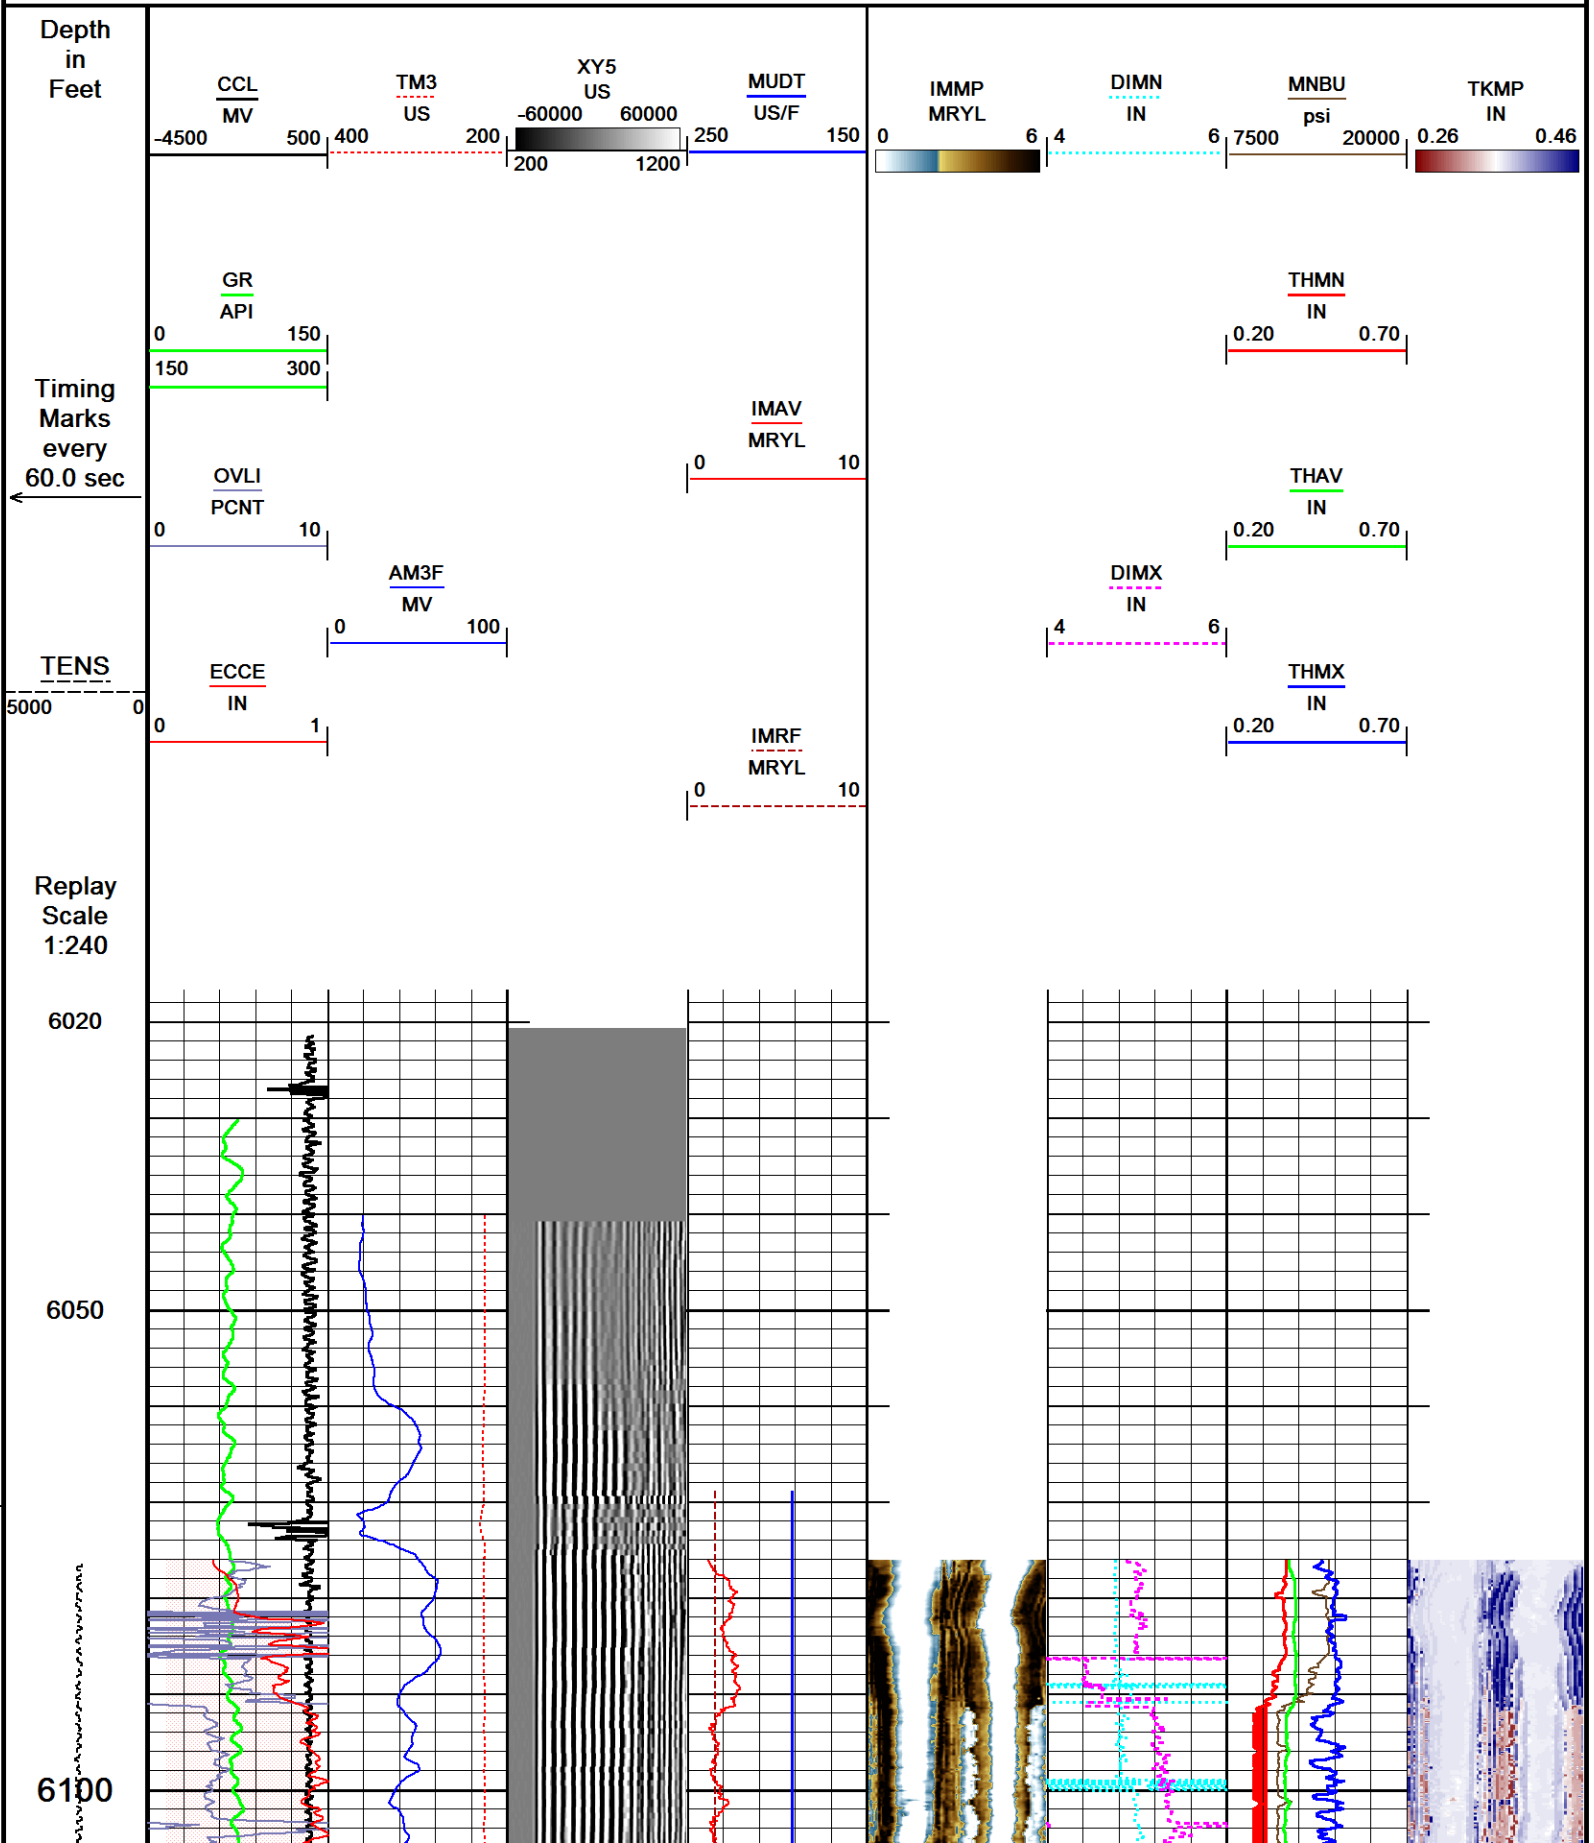 Depth
in
Feet
CCL
MV
-4500 500
TM3
US
400 200
XY5
US
-60000 60000
200 1200
MUDT
US/F
250 150
IMMP
MRYL
0 6
DIMN
IN
4 6
MNBU
psi
7500 20000
TKMP
IN
0.26 0.46
GR
API
0 150
150 300
THMN
IN
0.20 0.70
Timing
Marks
every
60.0 sec
IMAV
MRYL
0 10
OVLI
PCNT
0 10
THAV
IN
0.20 0.70
AM3F
MV
0 100
DIMX
IN
4 6
TENS
5000 0
ECCE
IN
0 1
THMX
IN
0.20 0.70
IMRF
MRYL
0 10
Replay
Scale
1:240
6020
6050
6100